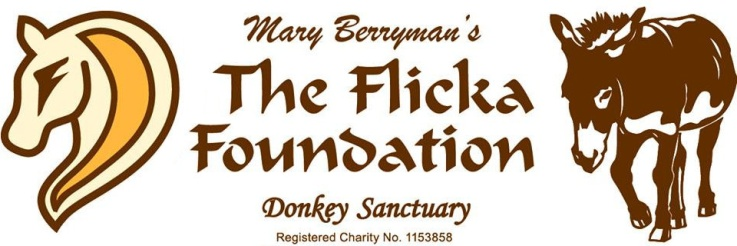 Mary Berryman's
The Flicka
Foundation
Donkey Sanctuary
Registered Charity No. 1153858